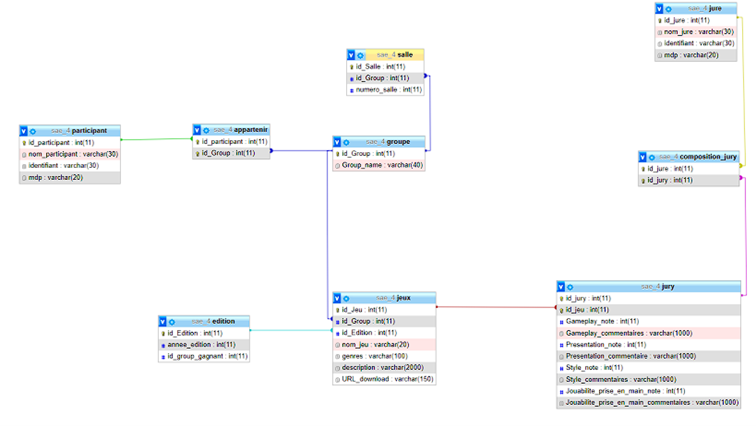 sae_4 jure
id_jure : int(11)
nom_jure : varchar(30)
identifiant : varchar(30)
mdp : varchar(20)
sae_4 salle
id_Salle : int(11)
id_Group : int(11)
numero_salle : int(11)
sae_4 participant
id_participant : int(11)
nom_participant : varchar(30)
identifiant : varchar(30)
mdp : varchar(20)
sae_4 appartenir
id_participant : int(11)
id_Group : int(11)
sae_4 groupe
id_Group : int(11)
Group_name : varchar(40)
sae_4 composition_jury
id_jure : int(11)
id_jury : int(11)
sae_4 edition
id_Edition : int(11)
annee_edition : int(11)
id_group_gagnant : int(11)
sae_4 jeux
id_Jeu : int(11)
id_Group : int(11)
id_Edition : int(11)
nom_jeu : varchar(20)
genres : varchar(100)
description : varchar(2000)
URL_download : varchar(150)
sae_4 jury
id_jury : int(11)
id_jeu : int(11)
Gameplay_note : int(11)
Gameplay_commentaires : varchar(1000)
Presentation_note : int(11)
Presentation_commentaire : varchar(1000)
Style_note : int(11)
Style_commentaires : varchar(1000)
Jouabilite_prise_en_main_note : int(11)
Jouabilite_prise_en_main_commentaires : varchar(1000)